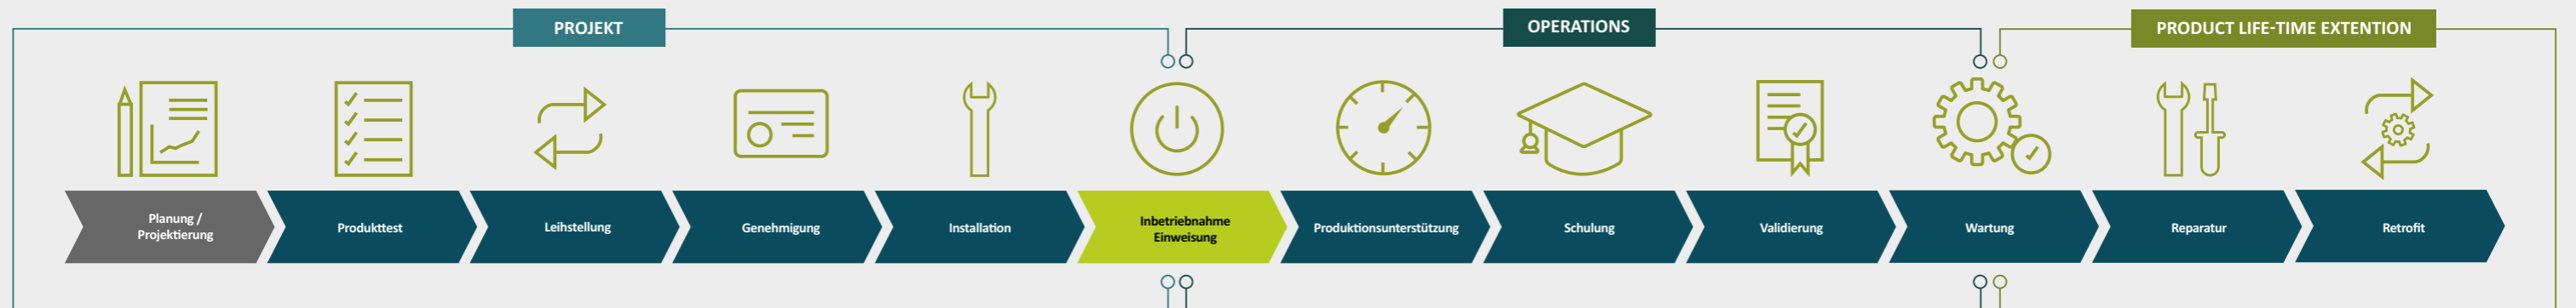 PROJEKT
OPERATIONS
PRODUCT LIFE-TIME EXTENTION
Planung /
Projektierung
Produkttest
Leihstellung
Genehmigung
Installation
Inbetriebnahme
Einweisung
Produktionsunterstützung
Schulung
Validierung
Wartung
Reparatur
Retrofit